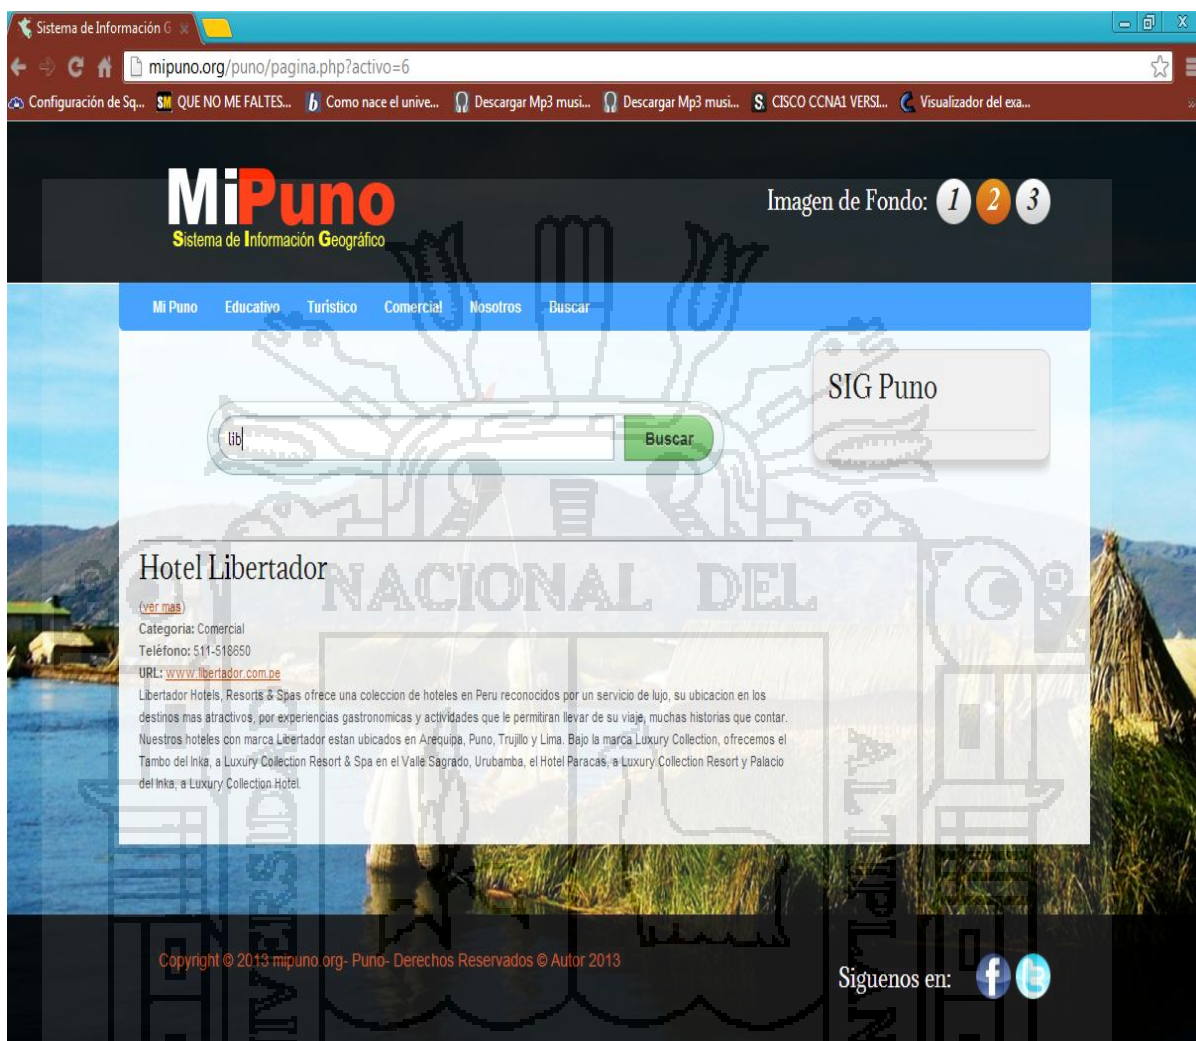 Sistema de Información G
mipuno.org/puno/pagina.php?activo=6
Configuración de Sq... QUE NO ME FALTES... Como nace el unive... Descargar Mp3 musi... Descargar Mp3 musi... CISCO CCNA1 VERSI... Visualizador del exa...
MiPuno
Sistema de Información Geográfico
Imagen de Fondo: 1 2 3
Mi Puno Educativo Turístico Comercial Nosotros Buscar
SIG Puno
lib
Buscar
Hotel Libertador
(ver mas)
Categoria: Comercial
Teléfono: 511-518650
URL: www.libertador.com.pe
Libertador Hotels, Resorts & Spas ofrece una coleccion de hoteles en Peru reconocidos por un servicio de lujo, su ubicacion en los
destinos mas atractivos, por experiencias gastronomicas y actividades que le permitiran llevar de su viaje, muchas historias que contar.
Nuestros hoteles con marca Libertador estan ubicados en Arequipa, Puno, Trujillo y Lima. Bajo la marca Luxury Collection, ofrecemos el
Tambo del Inka, a Luxury Collection Resort & Spa en el Valle Sagrado, Urubamba, el Hotel Paracas, a Luxury Collection Resort y Palacio
del Inka, a Luxury Collection Hotel.
NACIONAL DEL
ALTIPLAN
UNIVERSIDAD
Copyright © 2013 mipuno.org- Puno- Derechos Reservados © Autor 2013
Siguenos en: